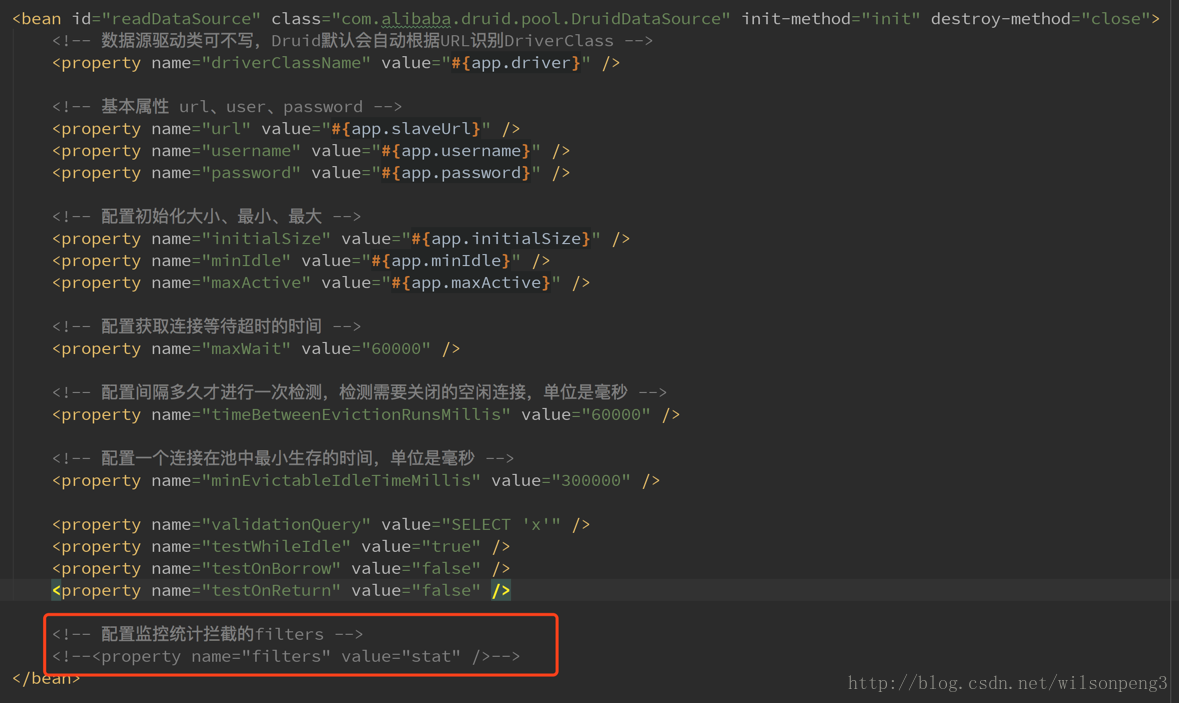 <bean id="readDataSource" class="com.alibaba.druid.pool.DruidDataSource" init-method="init" destroy-method="close">
<!-- 数据源驱动类可不写，Druid默认会自动根据URL识别DriverClass -->
<property name="driverClassName" value="#{app.driver}" />
<!-- 基本属性 url、user、password -->
<property name="url" value="#{app.slaveUrl}" />
<property name="username" value="#{app.username}" />
<property name="password" value="#{app.password}" />
<!-- 配置初始化大小、最小、最大 -->
<property name="initialSize" value="#{app.initialSize}" />
<property name="minIdle" value="#{app.minIdle}" />
<property name="maxActive" value="#{app.maxActive}" />
<!-- 配置获取连接等待超时的时间 -->
<property name="maxWait" value="60000" />
<!-- 配置间隔多久才进行一次检测，检测需要关闭的空闲连接，单位是毫秒 -->
<property name="timeBetweenEvictionRunsMillis" value="60000" />
<!-- 配置一个连接在池中最小生存的时间，单位是毫秒 -->
<property name="minEvictableIdleTimeMillis" value="300000" />
<property name="validationQuery" value="SELECT 'x'" />
<property name="testWhileIdle" value="true" />
<property name="testOnBorrow" value="false" />
<property name="testOnReturn" value="false" />
<!-- 配置监控统计拦截的filters -->
<!--<property name="filters" value="stat" />-->
</bean>
http://blog.csdn.net/wilsonpeng3